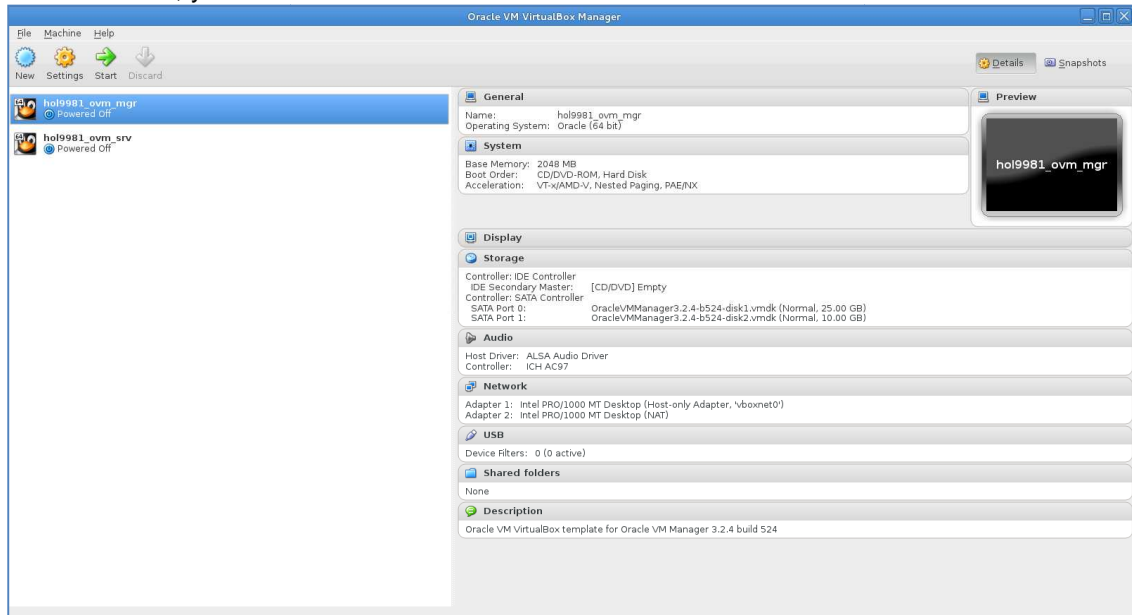 Oracle VM VirtualBox Manager
File Machine Help
New Settings Start Discard
Details Snapshots
hol9981_ovm_mgr
Powered Off
hol9981_ovm_srv
Powered Off
General
Name: hol9981_ovm_mgr
Operating System: Oracle (64 bit)
Preview
hol9981_ovm_mgr
System
Base Memory: 2048 MB
Boot Order: CD/DVD-ROM, Hard Disk
Acceleration: VT-x/AMD-V, Nested Paging, PAE/NX
Display
Storage
Controller: IDE Controller
IDE Secondary Master: [CD/DVD] Empty
Controller: SATA Controller
SATA Port 0: OracleVMManager3.2.4-b524-disk1.vmdk (Normal, 25.00 GB)
SATA Port 1: OracleVMManager3.2.4-b524-disk2.vmdk (Normal, 10.00 GB)
Audio
Host Driver: ALSA Audio Driver
Controller: ICH AC97
Network
Adapter 1: Intel PRO/1000 MT Desktop (Host-only Adapter, 'vboxnet0')
Adapter 2: Intel PRO/1000 MT Desktop (NAT)
USB
Device Filters: 0 (0 active)
Shared folders
None
Description
Oracle VM VirtualBox template for Oracle VM Manager 3.2.4 build 524